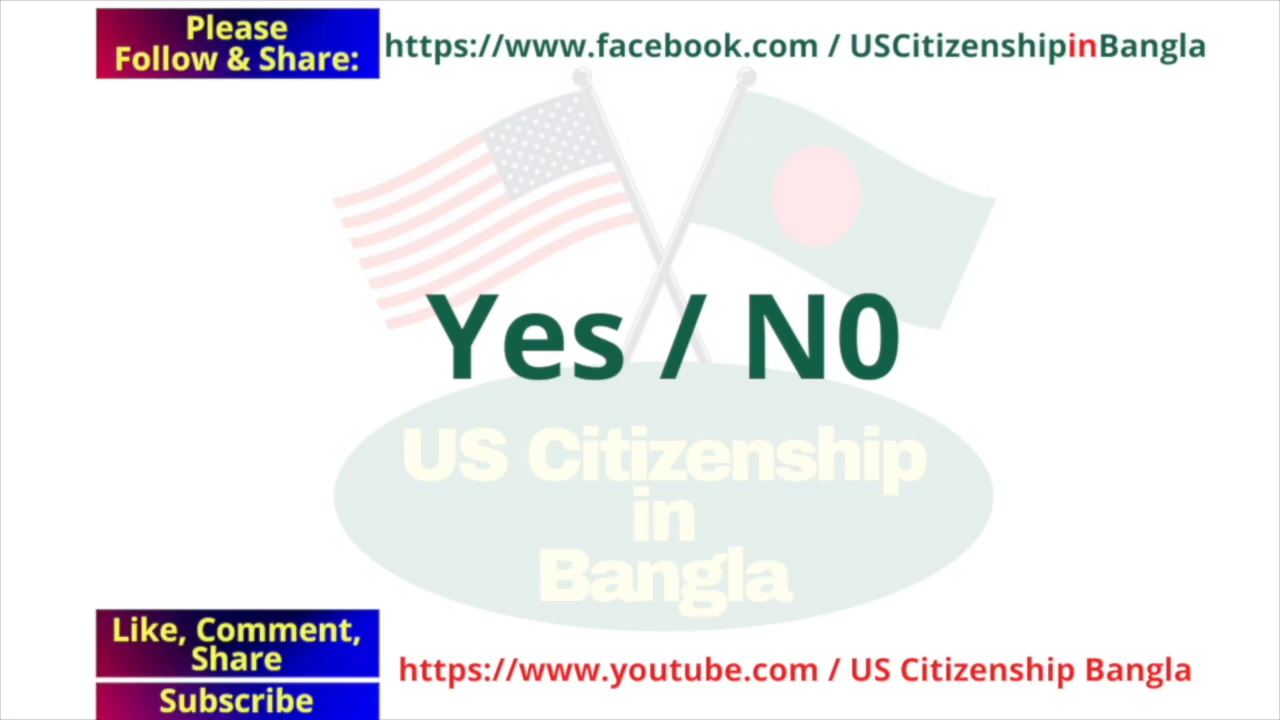 Please
Follow & Share:
https://www.facebook.com / USCitizenshipinBangla
Yes / N0
US Citizenship
in
Bangla
Like, Comment,
Share
Subscribe
https://www.youtube.com / US Citizenship Bangla